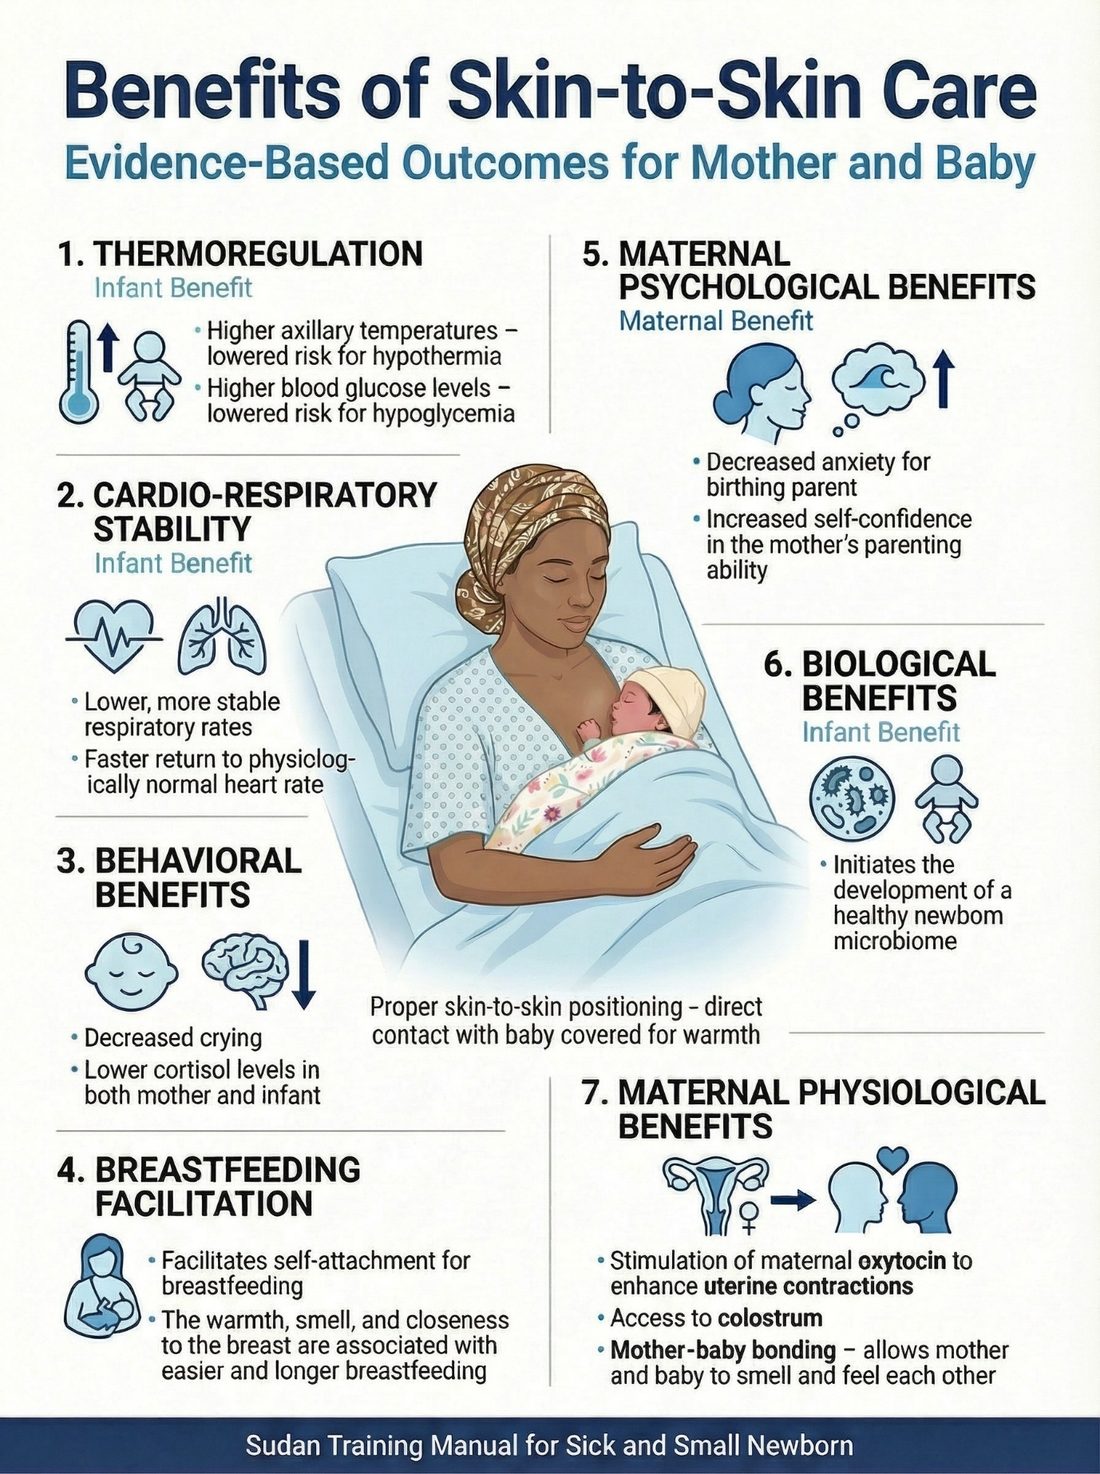 Benefits of Skin-to-Skin Care
Evidence-Based Outcomes for Mother and Baby
1. THERMOREGULATION
Infant Benefit
• Higher axillary temperatures –
lowered risk for hypothermia
• Higher blood glucose levels –
lowered risk for hypoglycemia
2. CARDIO-RESPIRATORY
STABILITY
Infant Benefit
• Lower, more stable
respiratory rates
• Faster return to physiolog-
ically normal heart rate
3. BEHAVIORAL
BENEFITS
• Decreased crying
• Lower cortisol levels in
both mother and infant
4. BREASTFEEDING
FACILITATION
• Facilitates self-attachment for
breastfeeding
• The warmth, smell, and closeness
to the breast are associated with
easier and longer breastfeeding
Proper skin-to-skin positioning – direct
contact with baby covered for warmth
5. MATERNAL
PSYCHOLOGICAL BENEFITS
Maternal Benefit
• Decreased anxiety for
birthing parent
• Increased self-confidence
in the mother's parenting
ability
6. BIOLOGICAL
BENEFITS
Infant Benefit
• Initiates the
development of a
healthy newbom
microbiome
7. MATERNAL PHYSIOLOGICAL
BENEFITS
• Stimulation of maternal oxytocin to
enhance uterine contractions
• Access to colostrum
• Mother-baby bonding – allows mother
and baby to smell and feel each other
Sudan Training Manual for Sick and Small Newborn